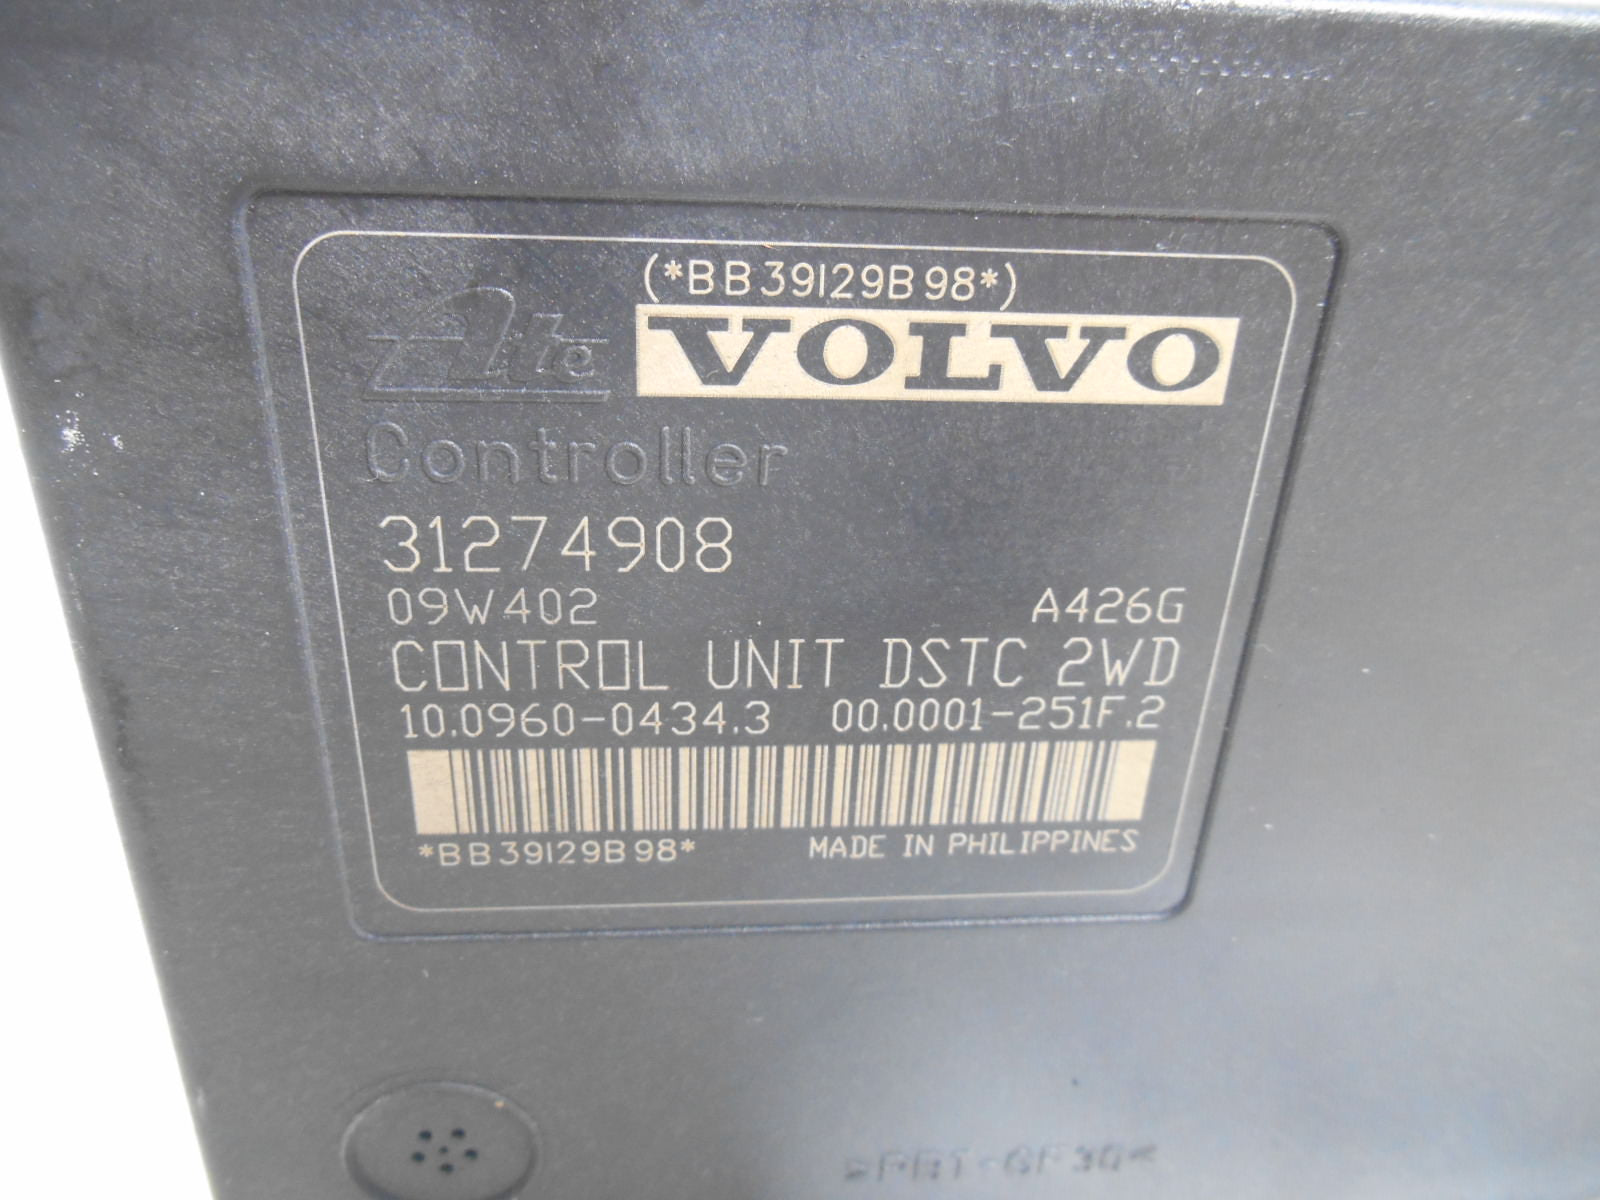 (*BB39129B98*)
Ate VOLVO
Controller
31274908
09W402 A426G
CONTROL UNIT DSTC 2WD
10.0960-0434.3 00.0001-251F.2
*BB39129B98* MADE IN PHILIPPINES
>PBT-GF30<